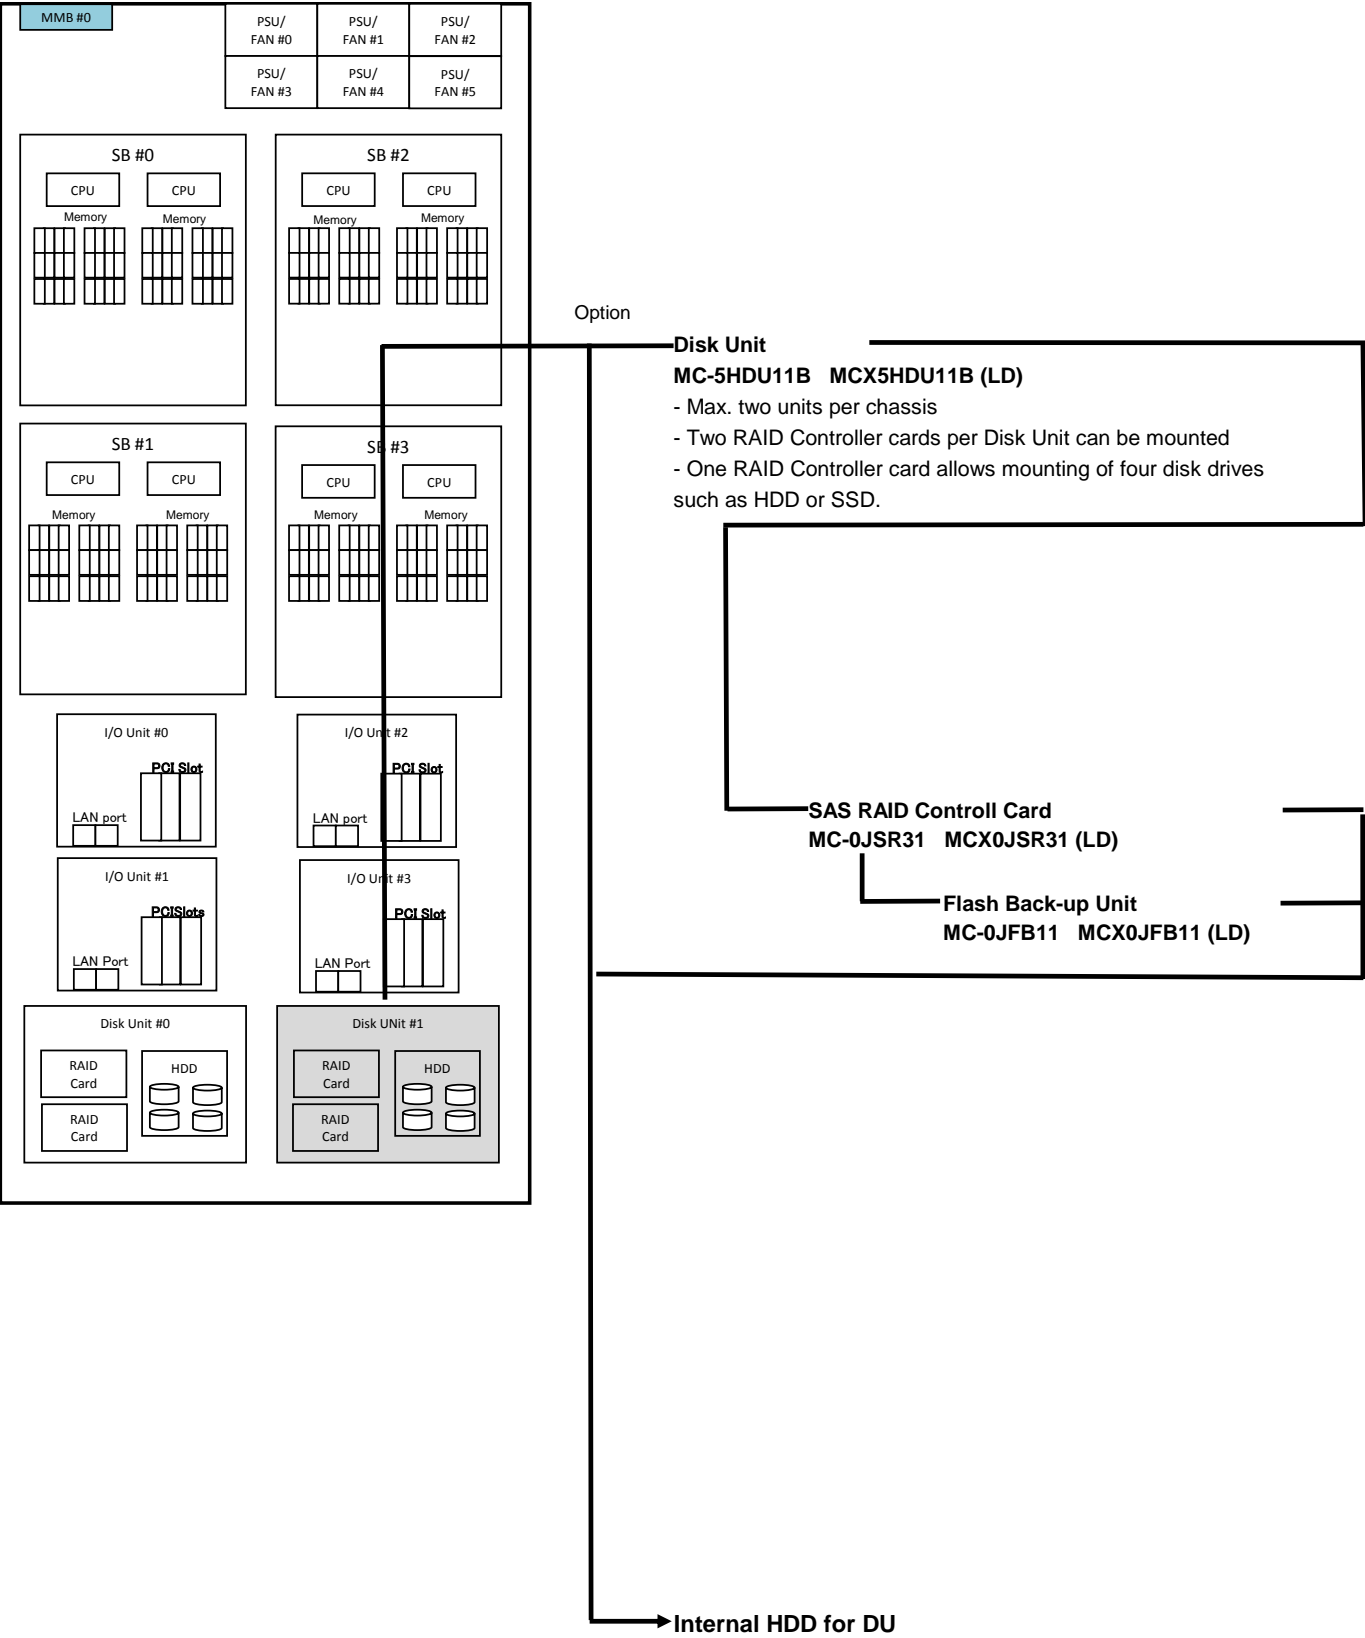 MMB #0
PSU/
FAN #0
PSU/
FAN #1
PSU/
FAN #2
PSU/
FAN #3
PSU/
FAN #4
PSU/
FAN #5
SB #0
CPU
CPU
Memory
Memory
SB #2
CPU
CPU
Memory
Memory
SB #1
CPU
CPU
Memory
Memory
SB #3
CPU
CPU
Memory
Memory
I/O Unit #0
PCI Slot
LAN port
I/O Unit #2
PCI Slot
LAN port
I/O Unit #1
PCISlots
LAN Port
I/O Unit #3
PCI Slot
LAN Port
Disk Unit #0
RAID
Card
RAID
Card
HDD
Disk UNit #1
RAID
Card
RAID
Card
HDD
Option
Disk Unit
MC-5HDU11B MCX5HDU11B (LD)
- Max. two units per chassis
- Two RAID Controller cards per Disk Unit can be mounted
- One RAID Controller card allows mounting of four disk drives
such as HDD or SSD.
SAS RAID Controll Card
MC-0JSR31 MCX0JSR31 (LD)
Flash Back-up Unit
MC-0JFB11 MCX0JFB11 (LD)
Internal HDD for DU